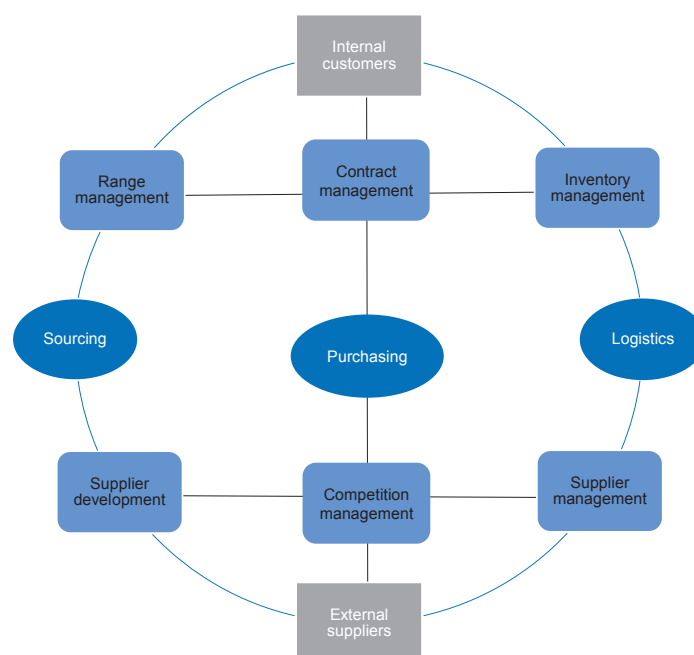 Internal
customers
Range
management
Contract
management
Inventory
management
Sourcing
Purchasing
Logistics
Supplier
development
Competition
management
Supplier
management
External
suppliers